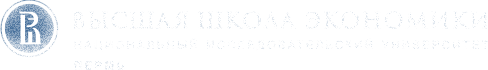 ВЫСШАЯ ШКОЛА ЭКОНОМИКИ
НАЦИОНАЛЬНЫЙ ИССЛЕДОВАТЕЛЬСКИЙ УНИВЕРСИТЕТ
ПЕРМЬ